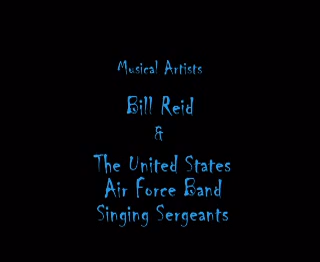 Musical Artists
Bill Reid
&
The United States
Air Force Band
Singing Sergeants